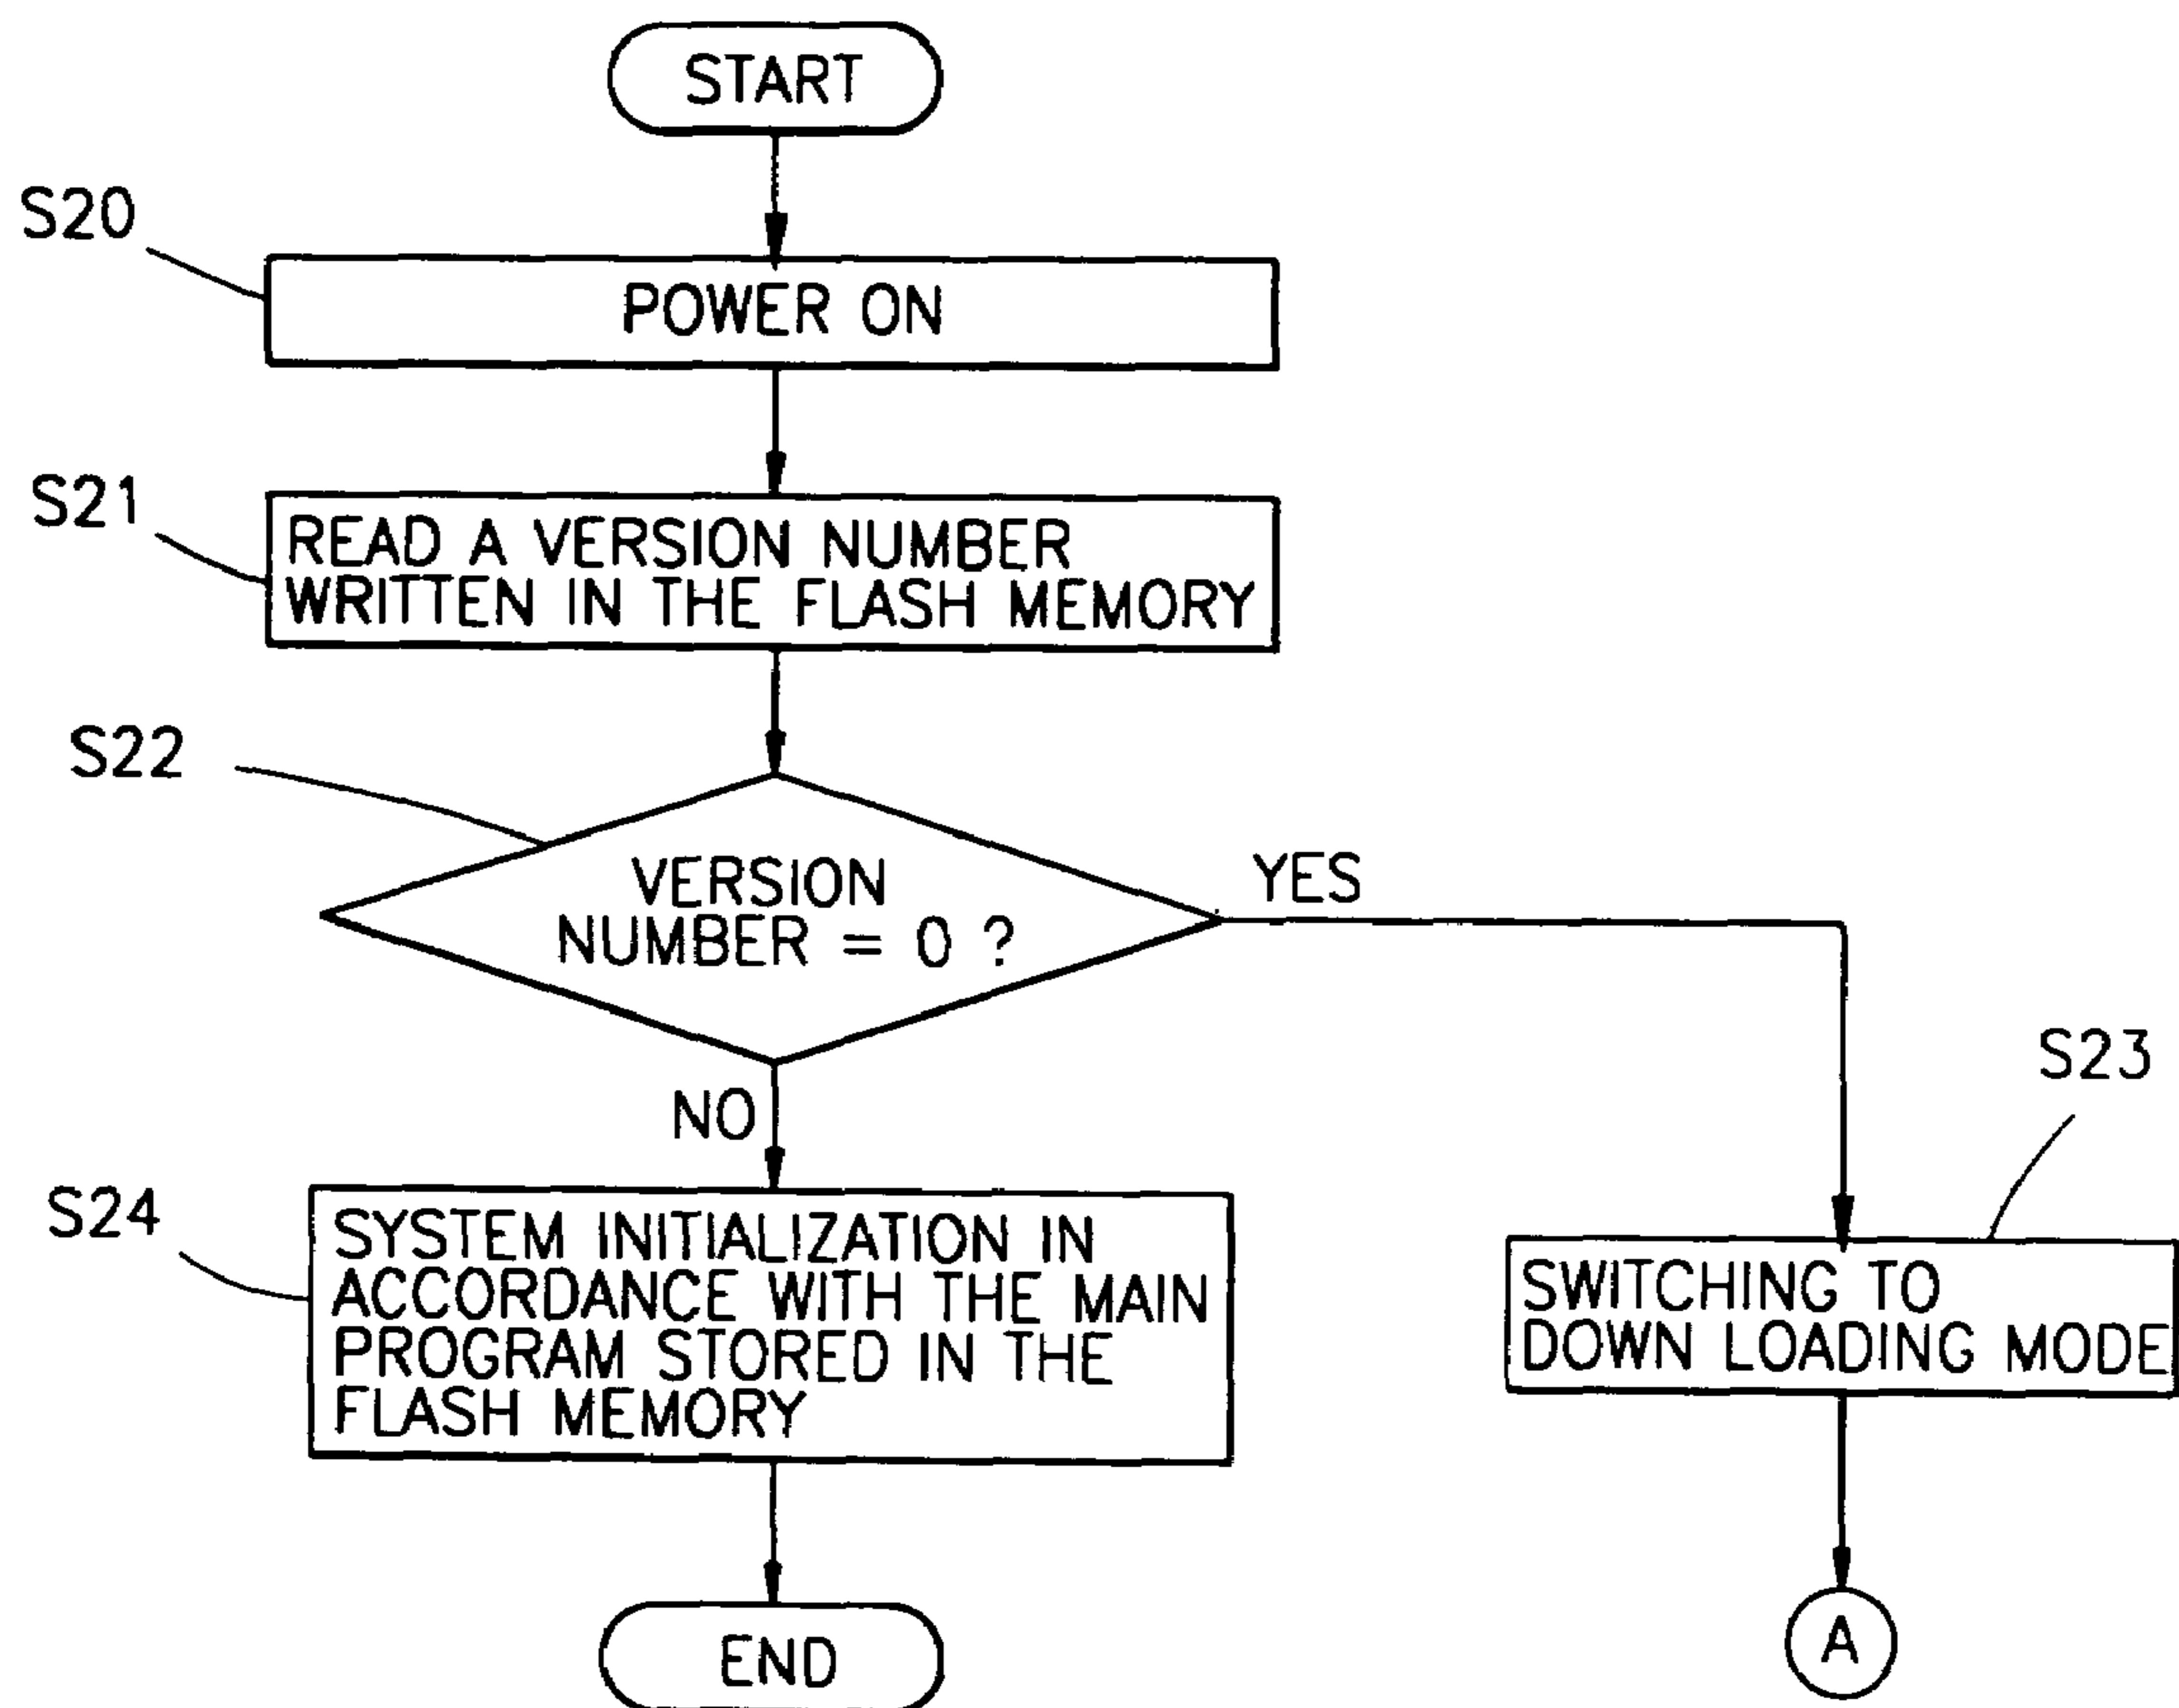 START
S20
POWER ON
S21
READ A VERSION NUMBER
WRITTEN IN THE FLASH MEMORY
S22
VERSION
NUMBER = 0 ?
YES
NO
S23
S24
SYSTEM INITIALIZATION IN
ACCORDANCE WITH THE MAIN
PROGRAM STORED IN THE
FLASH MEMORY
SWITCHING TO
DOWN LOADING MODE
END
A